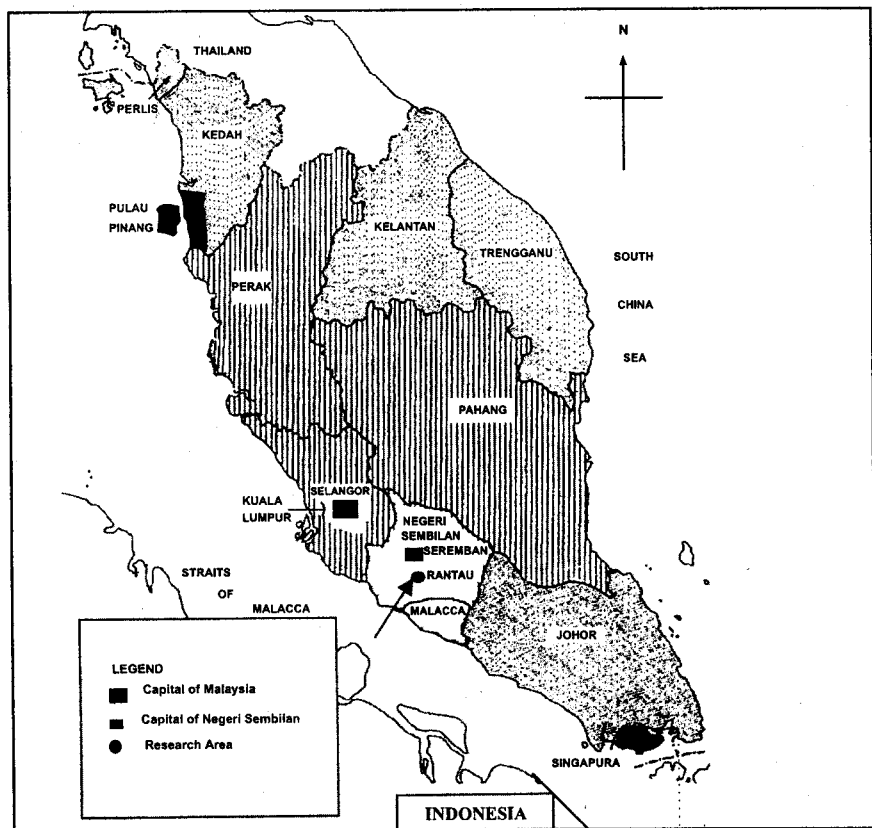 THAILAND
N
PERLIS
KEDAH
PULAU
PINANG
KELANTAN
TRENGGANU
SOUTH
CHINA
SEA
PERAK
PAHANG
SELANGOR
KUALA
LUMPUR
NEGERI
SEMBILAN
SEREMBAN
RANTAU
MALACCA
STRAITS
OF
MALACCA
JOHOR
SINGAPURA
LEGEND
Capital of Malaysia
Capital of Negeri Sembilan
Research Area
INDONESIA